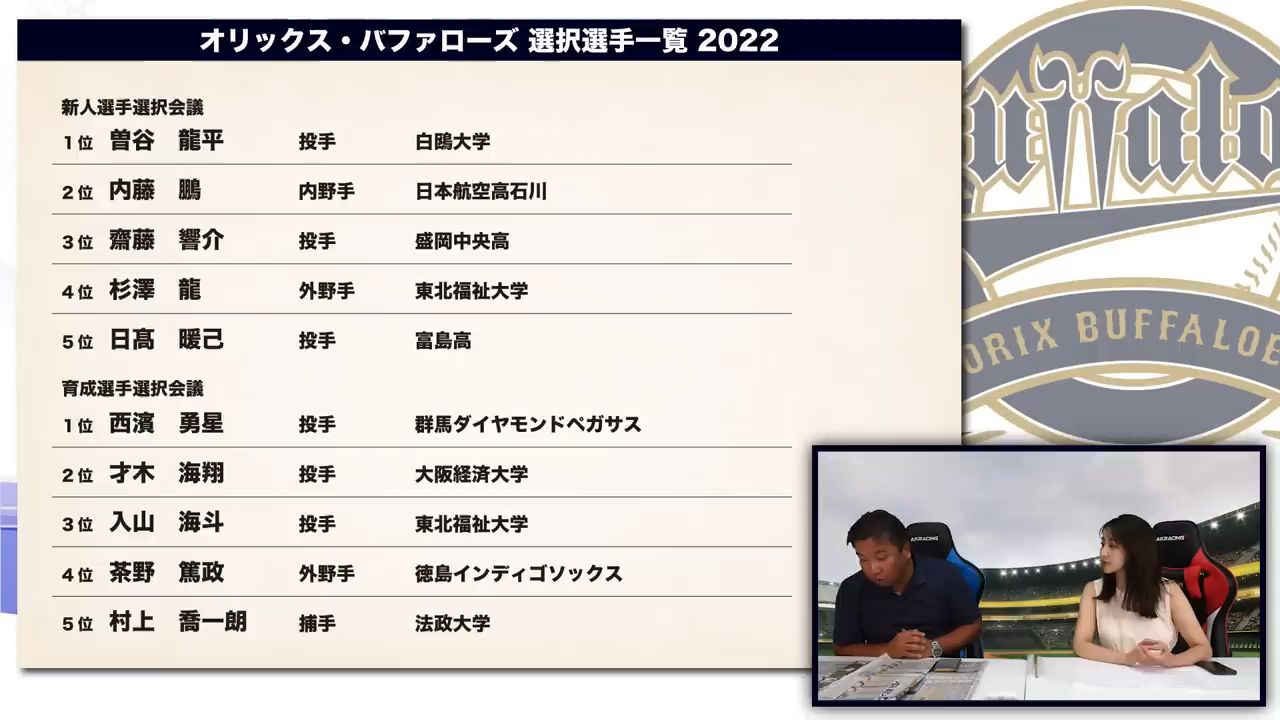 オリックス・バファローズ 選択選手一覧 2022
新人選手選択会議
1位 曽谷 龍平 投手 白鷗大学
2位 内藤 鵬 内野手 日本航空高石川
3位 齋藤 響介 投手 盛岡中央高
4位 杉澤 龍 外野手 東北福祉大学
5位 日髙 暖己 投手 富島高
育成選手選択会議
1位 西濱 勇星 投手 群馬ダイヤモンドペガサス
2位 才木 海翔 投手 大阪経済大学
3位 入山 海斗 投手 東北福祉大学
4位 茶野 篤政 外野手 徳島インディゴソックス
5位 村上 喬一朗 捕手 法政大学
Buffalo
ORIX BUFFALOE
AKRACING
AKRACING